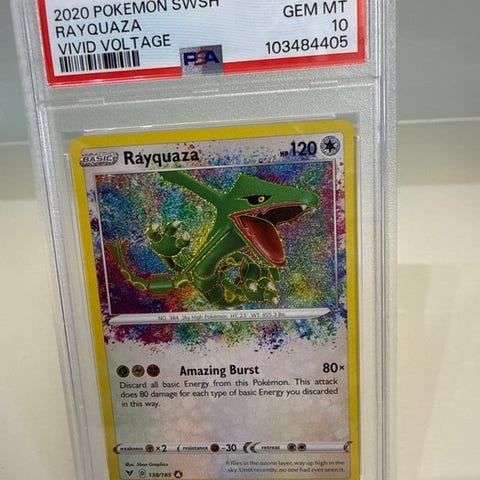 2020 POKEMON SWSH
GEM MT
RAYQUAZA
10
VIVID VOLTAGE
103484405
PSA
BASIC
Rayquaza
HP 120
NO. 384 Sky High Pokémon HT: 23' WT: 455.3 lbs.
Amazing Burst 80×
Discard all basic Energy from this Pokémon. This attack
does 80 damage for each type of basic Energy you discarded
in this way.
weakness ×2 resistance -30 retreat
Illus. Shin Nagasawa
D 138/185 A
It flies in the ozone layer, way up high in the
sky. Until recently, no one had ever seen it.